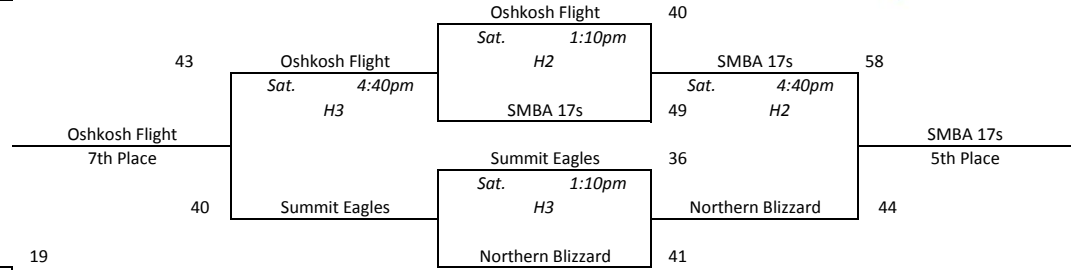 Oshkosh Flight 40
Sat. 1:10pm
43 Oshkosh Flight H2 SMBA 17s 58
Sat. 4:40pm Sat. 4:40pm
H3 SMBA 17s 49 H2
Oshkosh Flight SMBA 17s
7th Place Summit Eagles 36 5th Place
Sat. 1:10pm
40 Summit Eagles H3 Northern Blizzard 44
19 Northern Blizzard 41